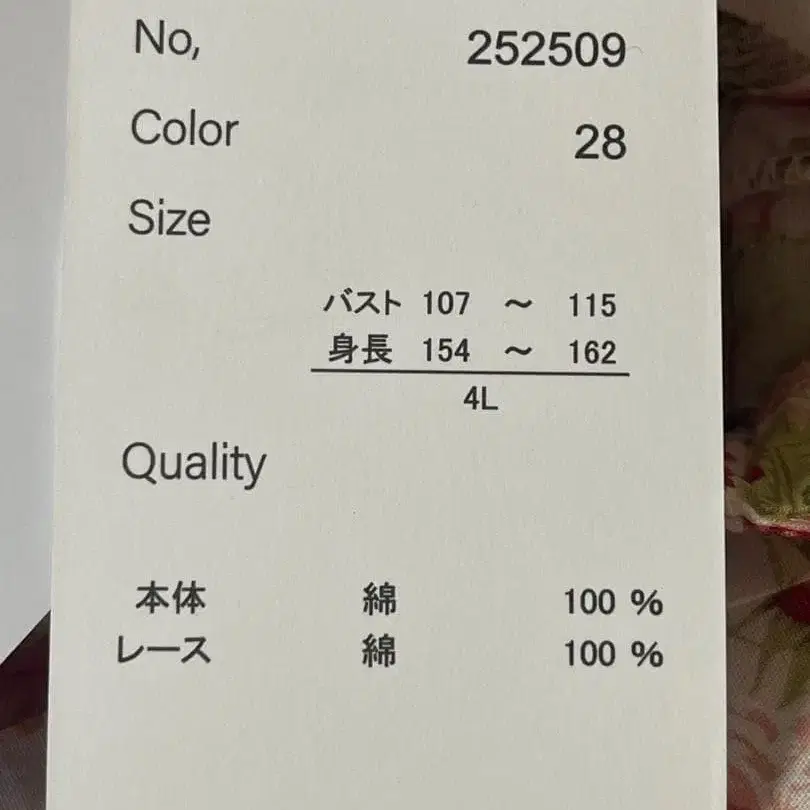 No, 252509
Color 28
Size
バスト 107 ～ 115
身長 154 ～ 162
4L
Quality
本体 綿 100 %
レース 綿 100 %